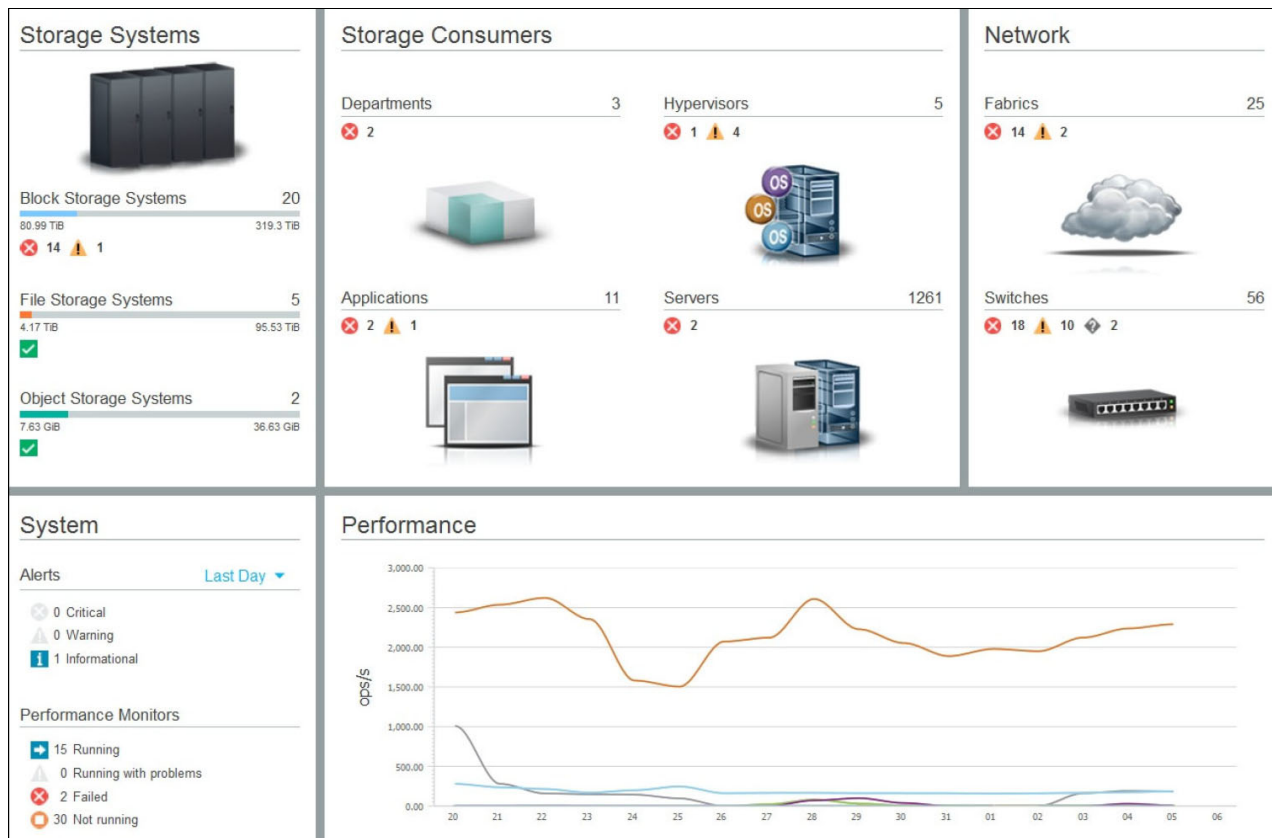 Storage Systems
Block Storage Systems 20
80.99 TiB 319.3 TiB
14 1
File Storage Systems 5
4.17 TiB 95.53 TiB
Object Storage Systems 2
7.63 GiB 36.63 GiB
Storage Consumers
Departments 3
2
Hypervisors 5
1 4
OS
OS
OS
Applications 11
2 1
Servers 1261
2
Network
Fabrics 25
14 2
Switches 56
18 10 2
System
Alerts Last Day
0 Critical
0 Warning
1 Informational
Performance Monitors
15 Running
0 Running with problems
2 Failed
30 Not running
Performance
ops/s
3,000.00
2,500.00
2,000.00
1,500.00
1,000.00
500.00
0.00
20 21 22 23 24 25 26 27 28 29 30 31 01 02 03 04 05 06